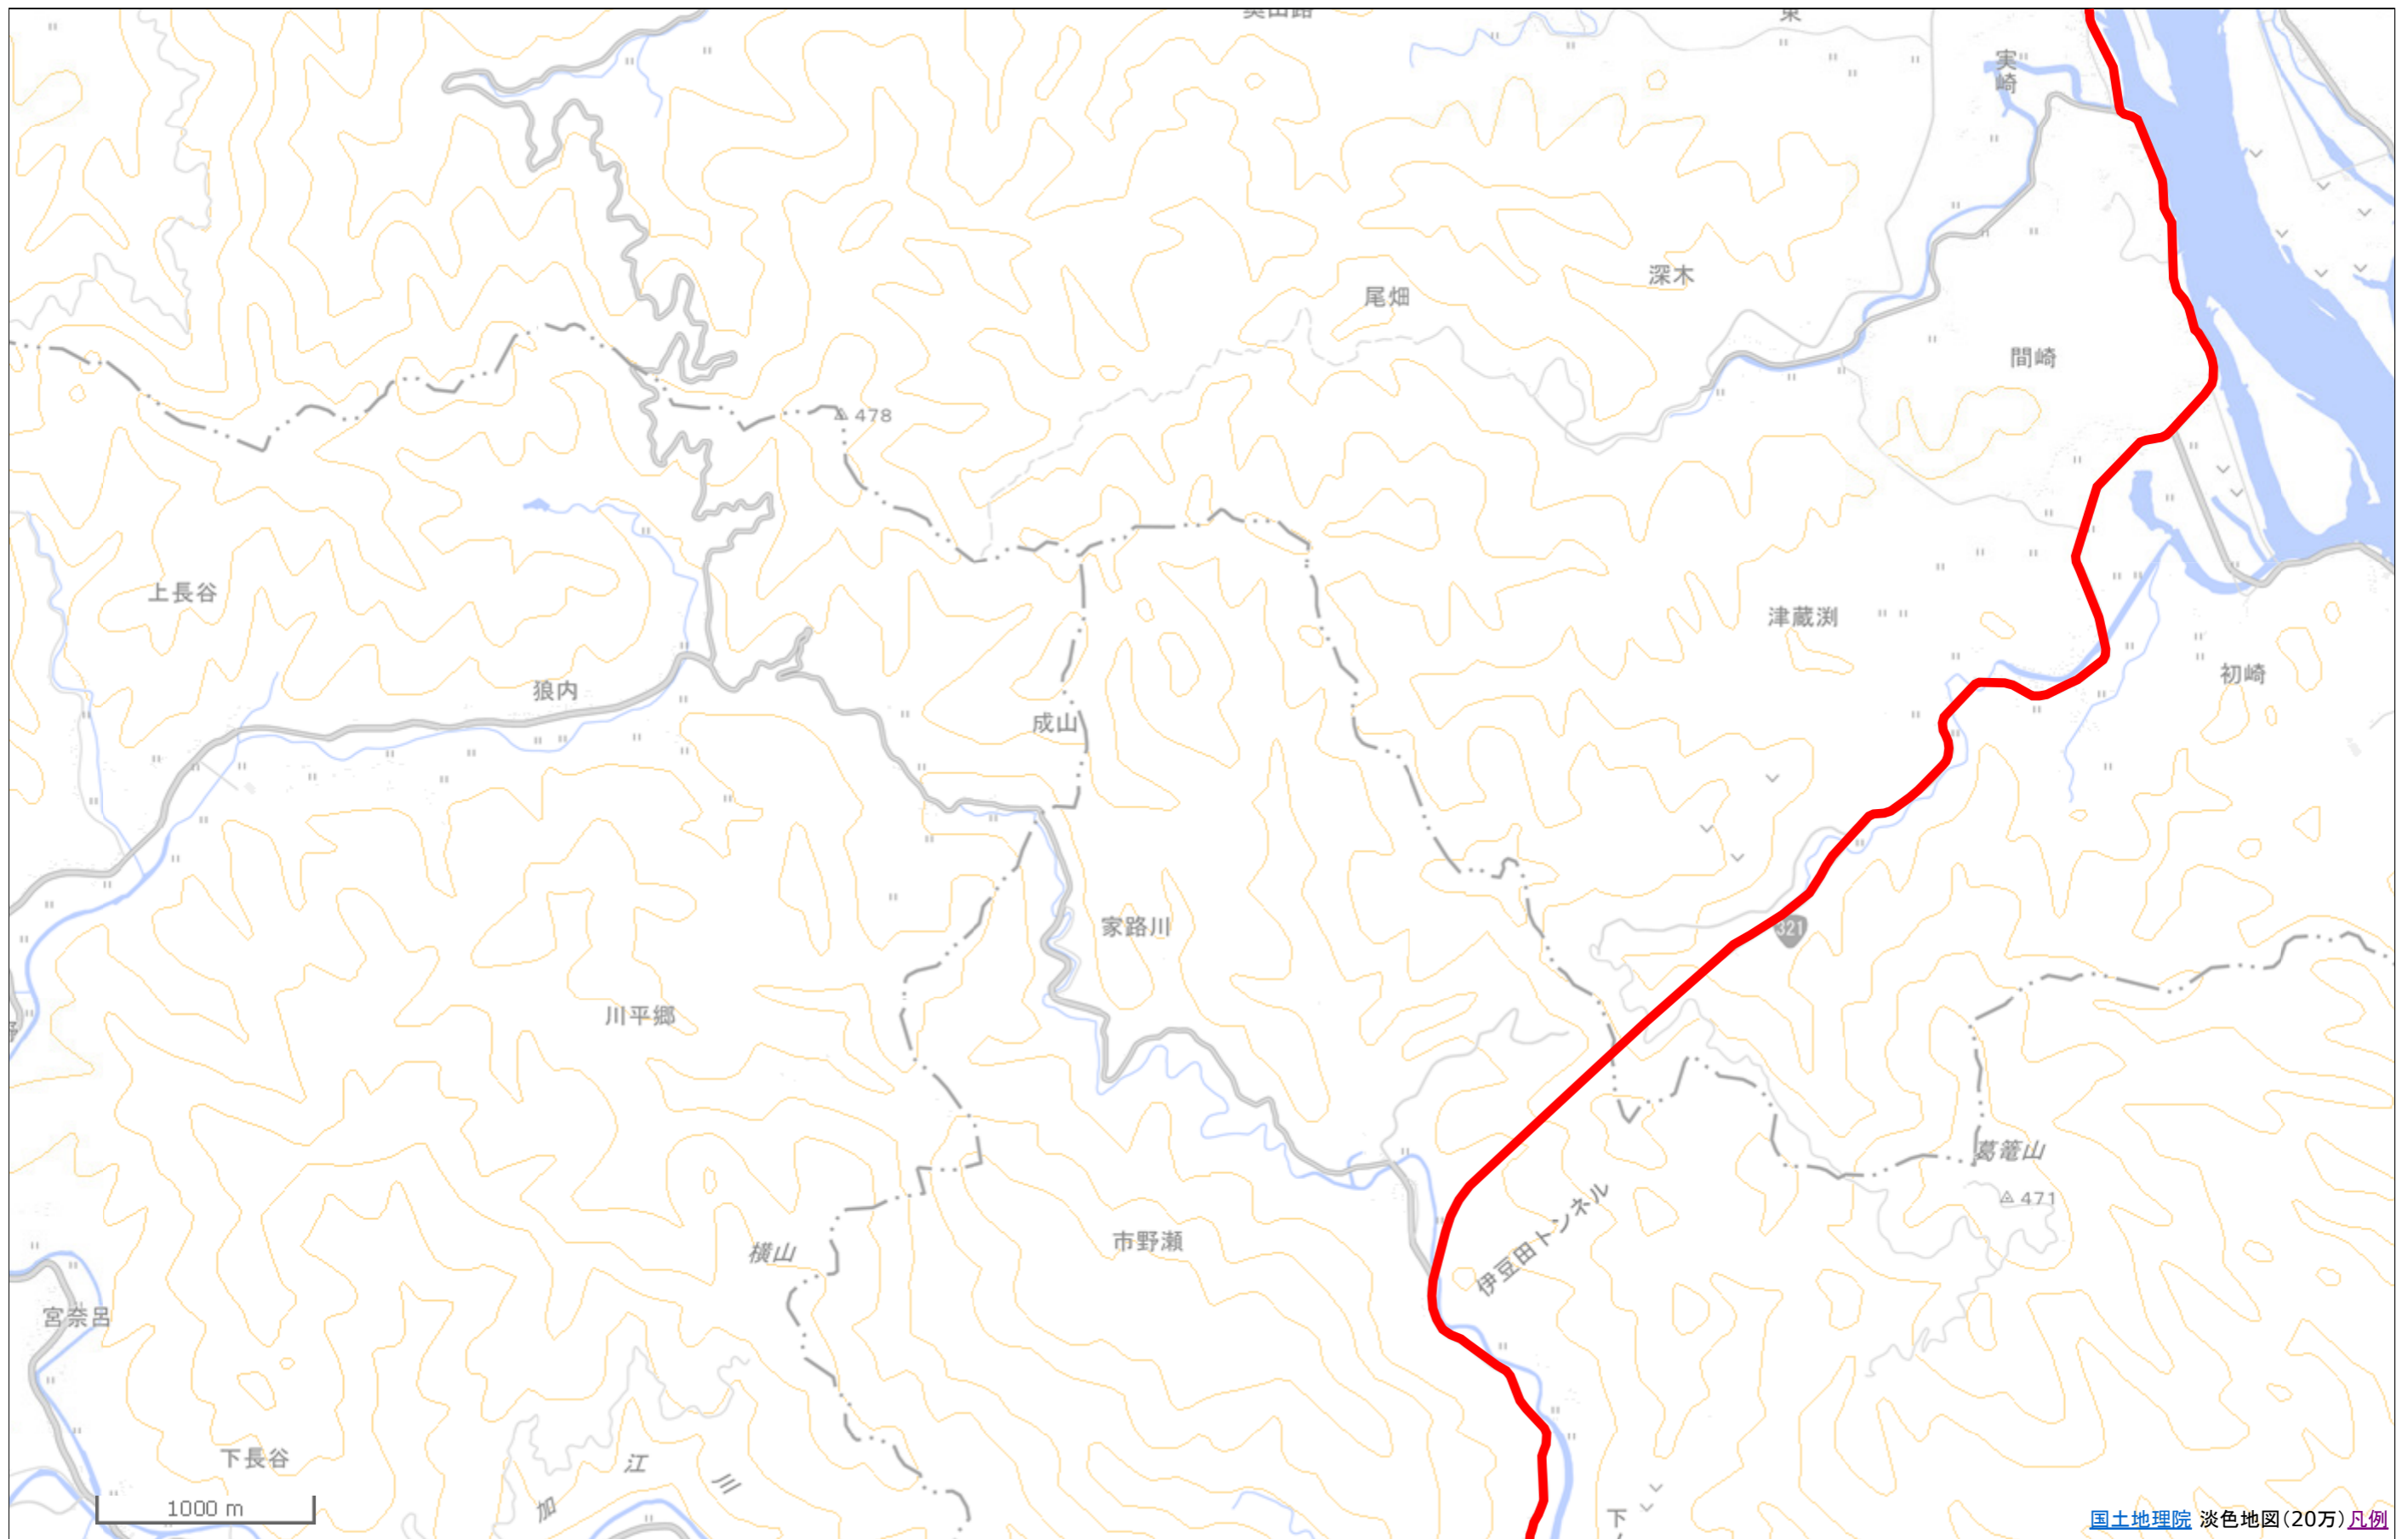 実崎
深木
尾畑
間崎
478
上長谷
津蔵渕
初崎
狼内
成山
家路川
321
川平郷
葛篭山
471
伊豆田トンネル
市野瀬
横山
宮奈呂
下長谷
江
川
加
下
1000 m
国土地理院 淡色地図(20万) 凡例